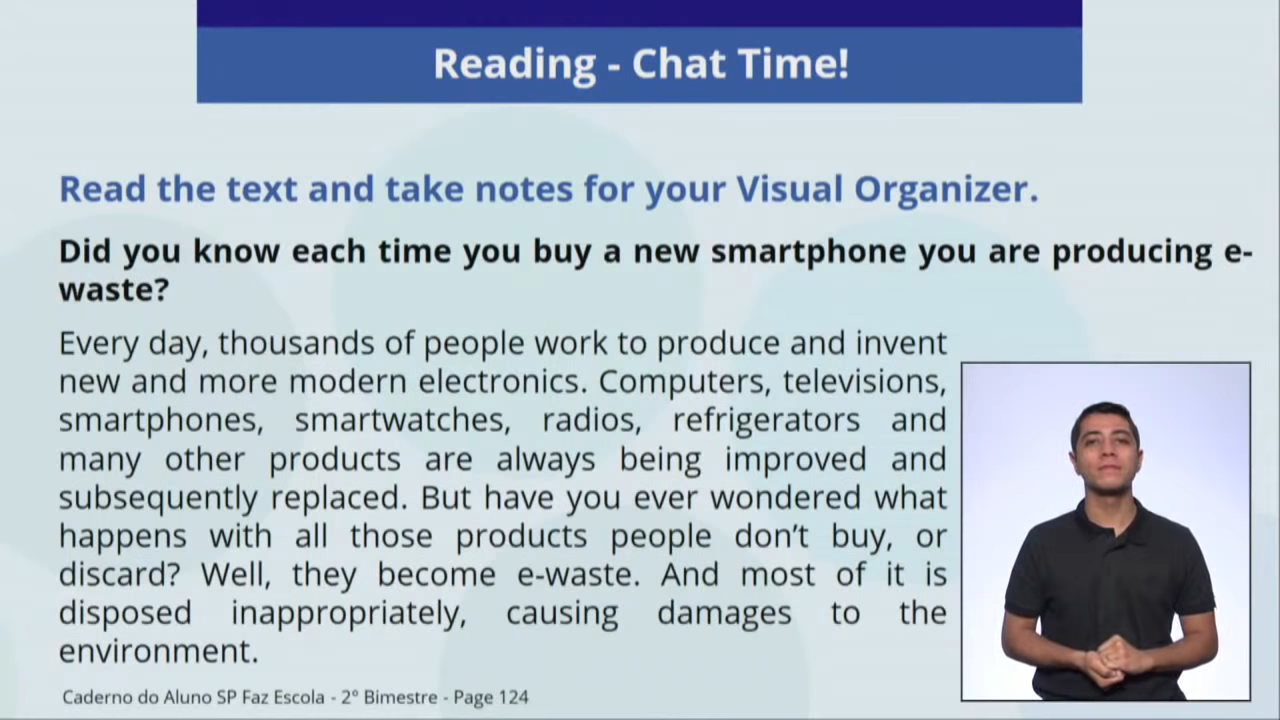 Reading - Chat Time!
Read the text and take notes for your Visual Organizer.
Did you know each time you buy a new smartphone you are producing e-
waste?
Every day, thousands of people work to produce and invent
new and more modern electronics. Computers, televisions,
smartphones, smartwatches, radios, refrigerators and
many other products are always being improved and
subsequently replaced. But have you ever wondered what
happens with all those products people don’t buy, or
discard? Well, they become e-waste. And most of it is
disposed inappropriately, causing damages to the
environment.
Caderno do Aluno SP Faz Escola - 2° Bimestre - Page 124